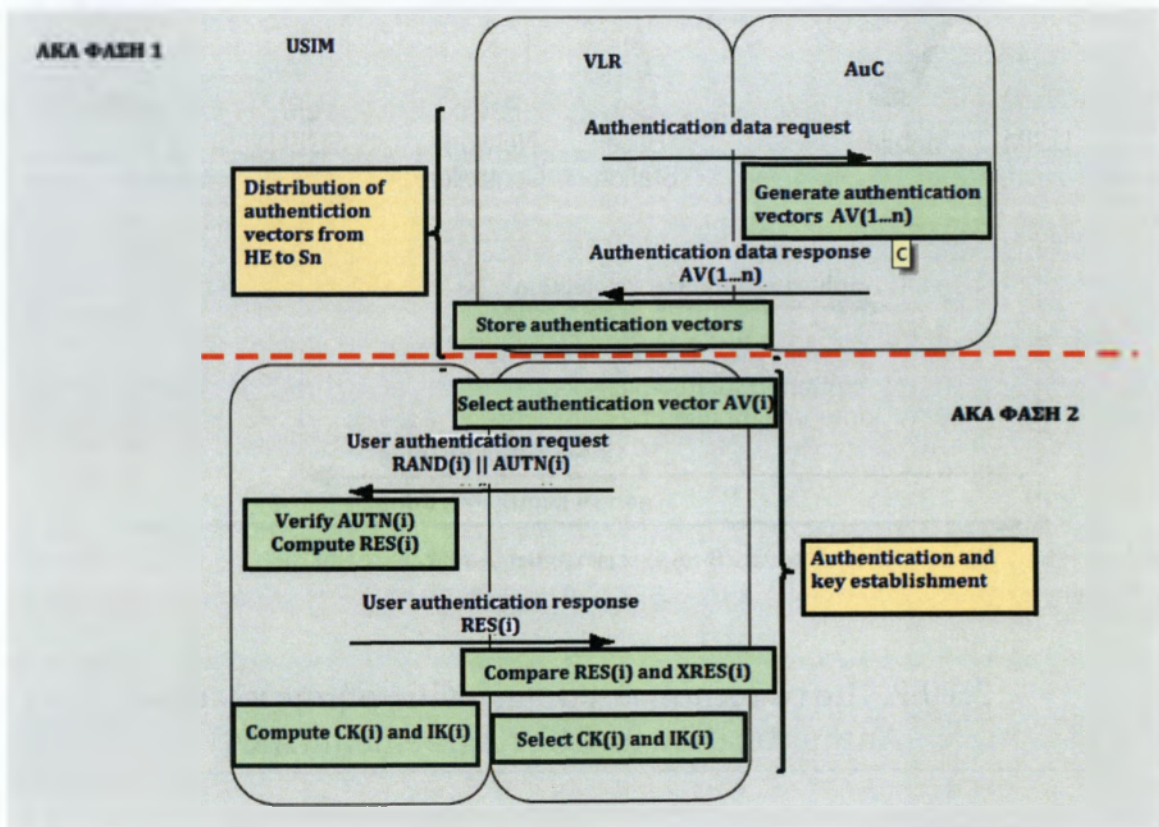 ΑΚΑ ΦΑΣΗ 1
USIM
VLR
AuC
Authentication data request
Distribution of
authentiction
vectors from
HE to Sn
Generate authentication
vectors AV(1...n)
Authentication data response
AV(1...n)
C
Store authentication vectors
Select authentication vector AV(i)
ΑΚΑ ΦΑΣΗ 2
User authentication request
RAND(i) || AUTN(i)
Verify AUTN(i)
Compute RES(i)
Authentication and
key establishment
User authentication response
RES(i)
Compare RES(i) and XRES(i)
Compute CK(i) and IK(i)
Select CK(i) and IK(i)